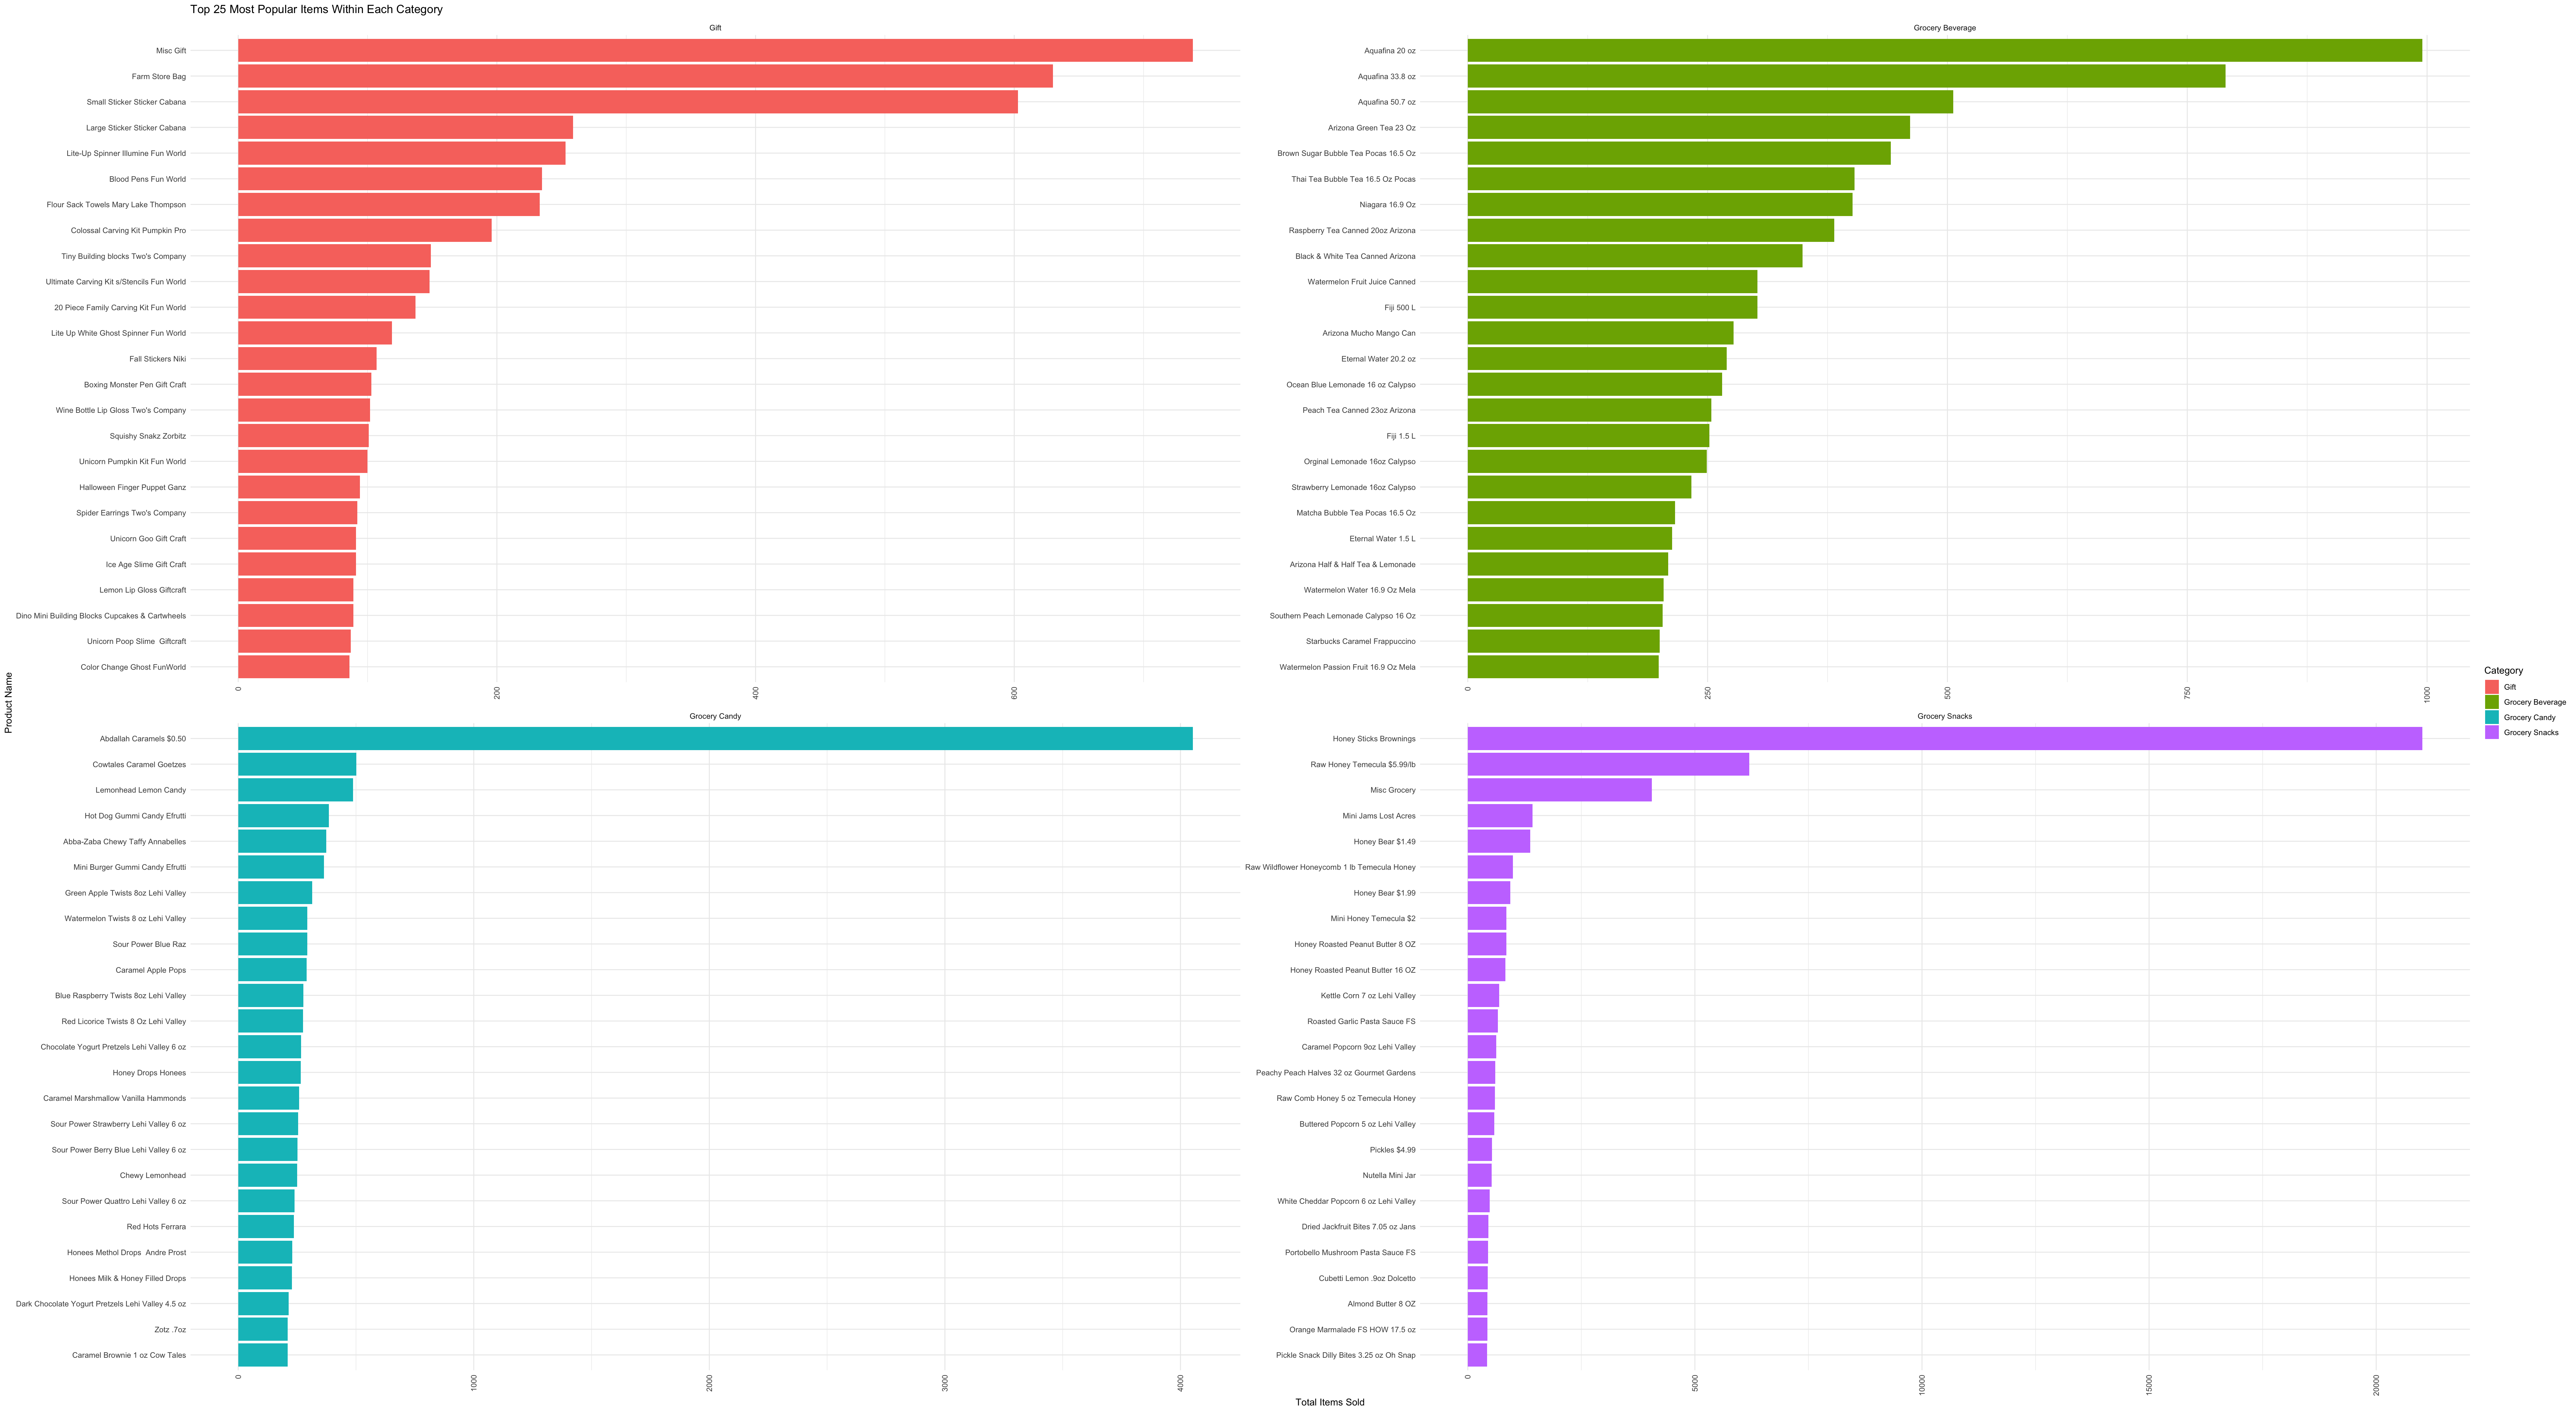 Top 25 Most Popular Items Within Each Category
Gift
Misc Gift
Farm Store Bag
Small Sticker Sticker Cabana
Large Sticker Sticker Cabana
Lite-Up Spinner Illumine Fun World
Blood Pens Fun World
Flour Sack Towels Mary Lake Thompson
Colossal Carving Kit Pumpkin Pro
Tiny Building blocks Two's Company
Ultimate Carving Kit s/Stencils Fun World
20 Piece Family Carving Kit Fun World
Lite Up White Ghost Spinner Fun World
Fall Stickers Niki
Boxing Monster Pen Gift Craft
Wine Bottle Lip Gloss Two's Company
Squishy Snakz Zorbitz
Unicorn Pumpkin Kit Fun World
Halloween Finger Puppet Ganz
Spider Earrings Two's Company
Unicorn Goo Gift Craft
Ice Age Slime Gift Craft
Lemon Lip Gloss Giftcraft
Dino Mini Building Blocks Cupcakes & Cartwheels
Unicorn Poop Slime  Giftcraft
Color Change Ghost FunWorld
0
200
400
600
Grocery Beverage
Aquafina 20 oz
Aquafina 33.8 oz
Aquafina 50.7 oz
Arizona Green Tea 23 Oz
Brown Sugar Bubble Tea Pocas 16.5 Oz
Thai Tea Bubble Tea 16.5 Oz Pocas
Niagara 16.9 Oz
Raspberry Tea Canned 20oz Arizona
Black & White Tea Canned Arizona
Watermelon Fruit Juice Canned
Fiji 500 L
Arizona Mucho Mango Can
Eternal Water 20.2 oz
Ocean Blue Lemonade 16 oz Calypso
Peach Tea Canned 23oz Arizona
Fiji 1.5 L
Orginal Lemonade 16oz Calypso
Strawberry Lemonade 16oz Calypso
Matcha Bubble Tea Pocas 16.5 Oz
Eternal Water 1.5 L
Arizona Half & Half Tea & Lemonade
Watermelon Water 16.9 Oz Mela
Southern Peach Lemonade Calypso 16 Oz
Starbucks Caramel Frappuccino
Watermelon Passion Fruit 16.9 Oz Mela
0
250
500
750
1000
Product Name
Grocery Candy
Abdallah Caramels $0.50
Cowtales Caramel Goetzes
Lemonhead Lemon Candy
Hot Dog Gummi Candy Efrutti
Abba-Zaba Chewy Taffy Annabelles
Mini Burger Gummi Candy Efrutti
Green Apple Twists 8oz Lehi Valley
Watermelon Twists 8 oz Lehi Valley
Sour Power Blue Raz
Caramel Apple Pops
Blue Raspberry Twists 8oz Lehi Valley
Red Licorice Twists 8 Oz Lehi Valley
Chocolate Yogurt Pretzels Lehi Valley 6 oz
Honey Drops Honees
Caramel Marshmallow Vanilla Hammonds
Sour Power Strawberry Lehi Valley 6 oz
Sour Power Berry Blue Lehi Valley 6 oz
Chewy Lemonhead
Sour Power Quattro Lehi Valley 6 oz
Red Hots Ferrara
Honees Methol Drops  Andre Prost
Honees Milk & Honey Filled Drops
Dark Chocolate Yogurt Pretzels Lehi Valley 4.5 oz
Zotz .7oz
Caramel Brownie 1 oz Cow Tales
0
1000
2000
3000
4000
Grocery Snacks
Honey Sticks Brownings
Raw Honey Temecula $5.99/lb
Misc Grocery
Mini Jams Lost Acres
Honey Bear $1.49
Raw Wildflower Honeycomb 1 lb Temecula Honey
Honey Bear $1.99
Mini Honey Temecula $2
Honey Roasted Peanut Butter 8 OZ
Honey Roasted Peanut Butter 16 OZ
Kettle Corn 7 oz Lehi Valley
Roasted Garlic Pasta Sauce FS
Caramel Popcorn 9oz Lehi Valley
Peachy Peach Halves 32 oz Gourmet Gardens
Raw Comb Honey 5 oz Temecula Honey
Buttered Popcorn 5 oz Lehi Valley
Pickles $4.99
Nutella Mini Jar
White Cheddar Popcorn 6 oz Lehi Valley
Dried Jackfruit Bites 7.05 oz Jans
Portobello Mushroom Pasta Sauce FS
Cubetti Lemon .9oz Dolcetto
Almond Butter 8 OZ
Orange Marmalade FS HOW 17.5 oz
Pickle Snack Dilly Bites 3.25 oz Oh Snap
0
5000
10000
15000
20000
Total Items Sold
Category
Gift
Grocery Beverage
Grocery Candy
Grocery Snacks